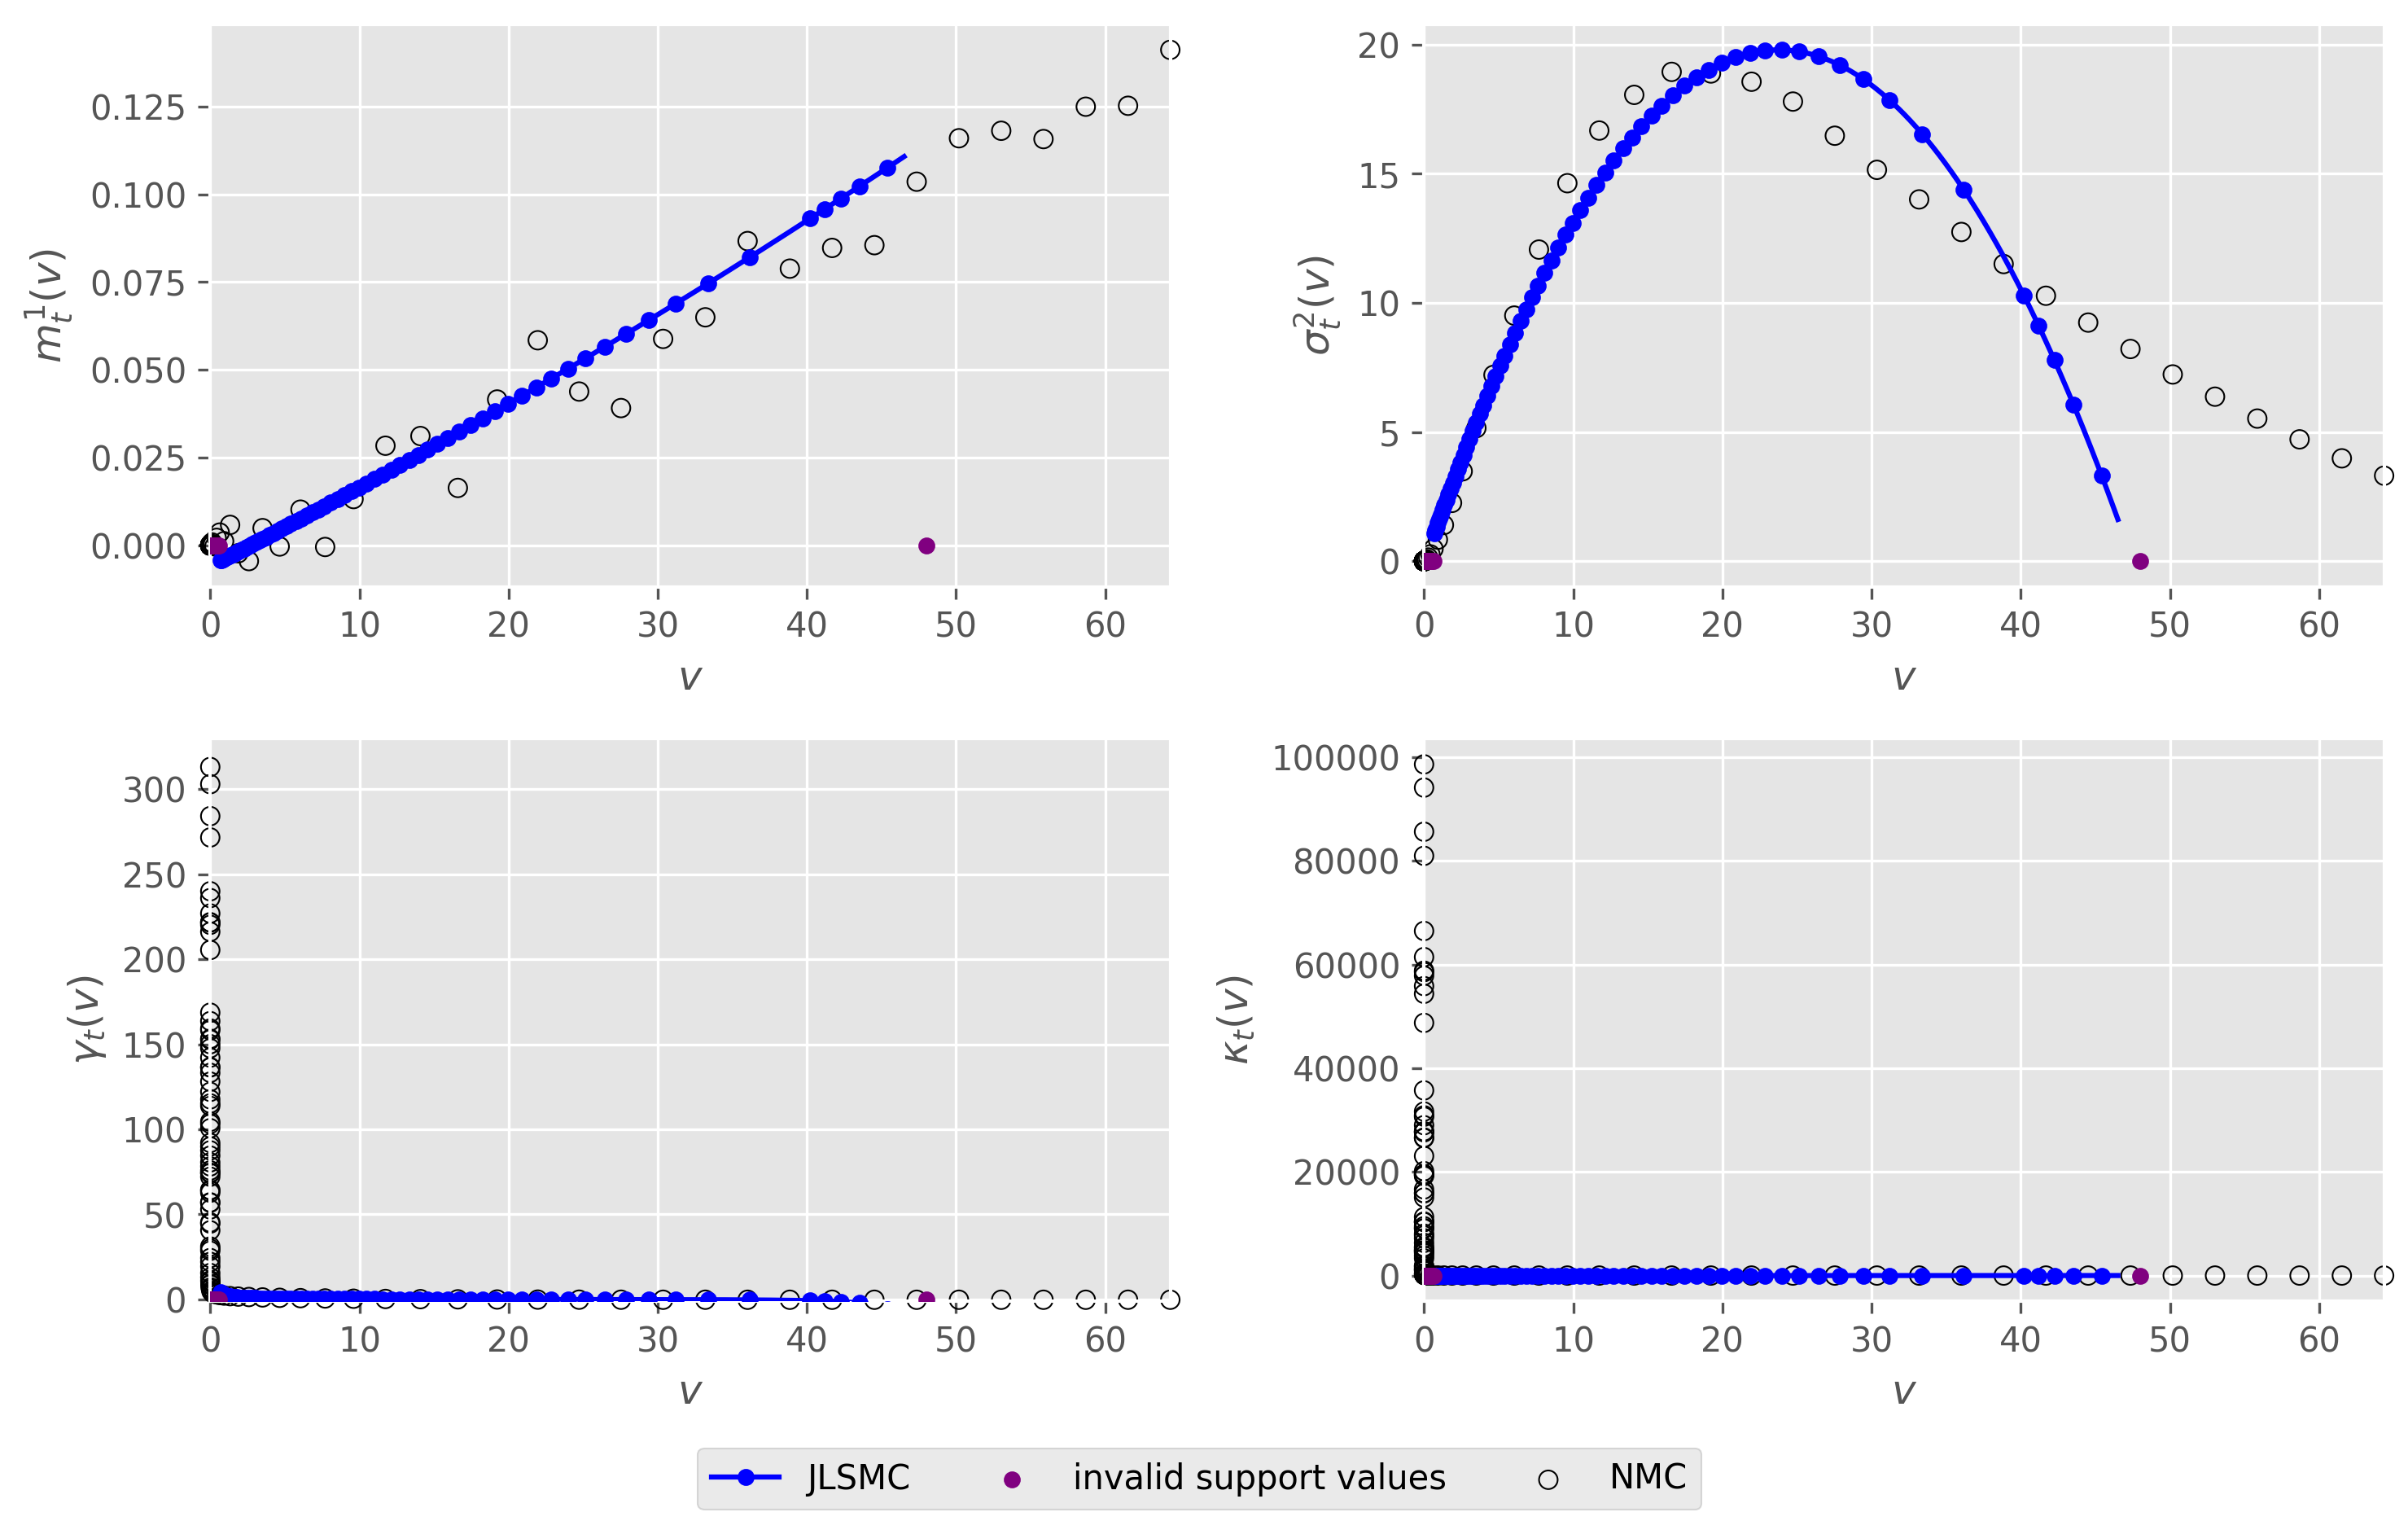 0.125
0.100
0.075
0.050
0.025
0.000
m_t^1(v)
0 10 20 30 40 50 60
v
20
15
10
5
0
σ_t^2(v)
0 10 20 30 40 50 60
v
300
250
200
150
100
50
0
γ_t(v)
0 10 20 30 40 50 60
v
100000
80000
60000
40000
20000
0
κ_t(v)
0 10 20 30 40 50 60
v
JLSMC invalid support values NMC